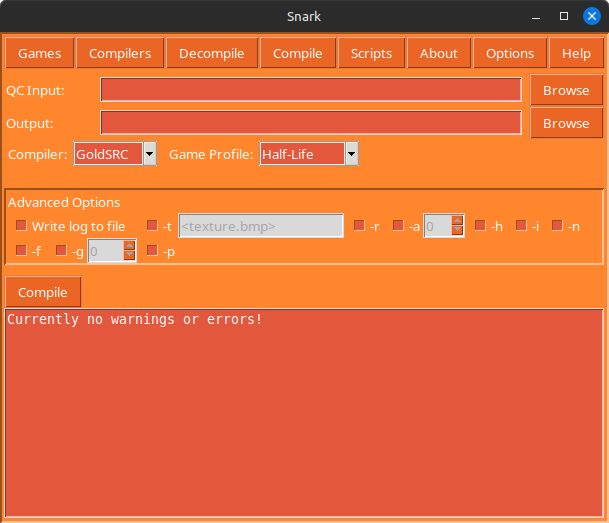 Snark
Games Compilers Decompile Compile Scripts About Options Help
QC Input: Browse
Output: Browse
Compiler: GoldSRC Game Profile: Half-Life
Advanced Options
Write log to file -t <texture.bmp> -r -a 0 -h -i -n
-f -g 0 -p
Compile
Currently no warnings or errors!